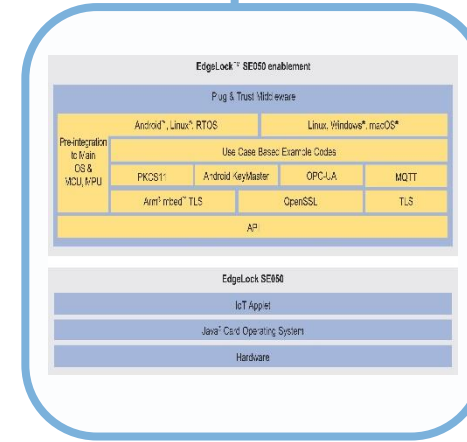 EdgeLock™ SE050 enablement
Plug & Trust Middleware
Android™, Linux®, RTOS
Linux, Windows®, macOS®
Pre-integration
to Main
OS &
MCU, MPU
Use Case Based Example Codes
PKCS11
Android KeyMaster
OPC-UA
MQTT
Arm® mbed™ TLS
OpenSSL
TLS
API
EdgeLock SE050
IoT Applet
Java® Card Operating System
Hardware